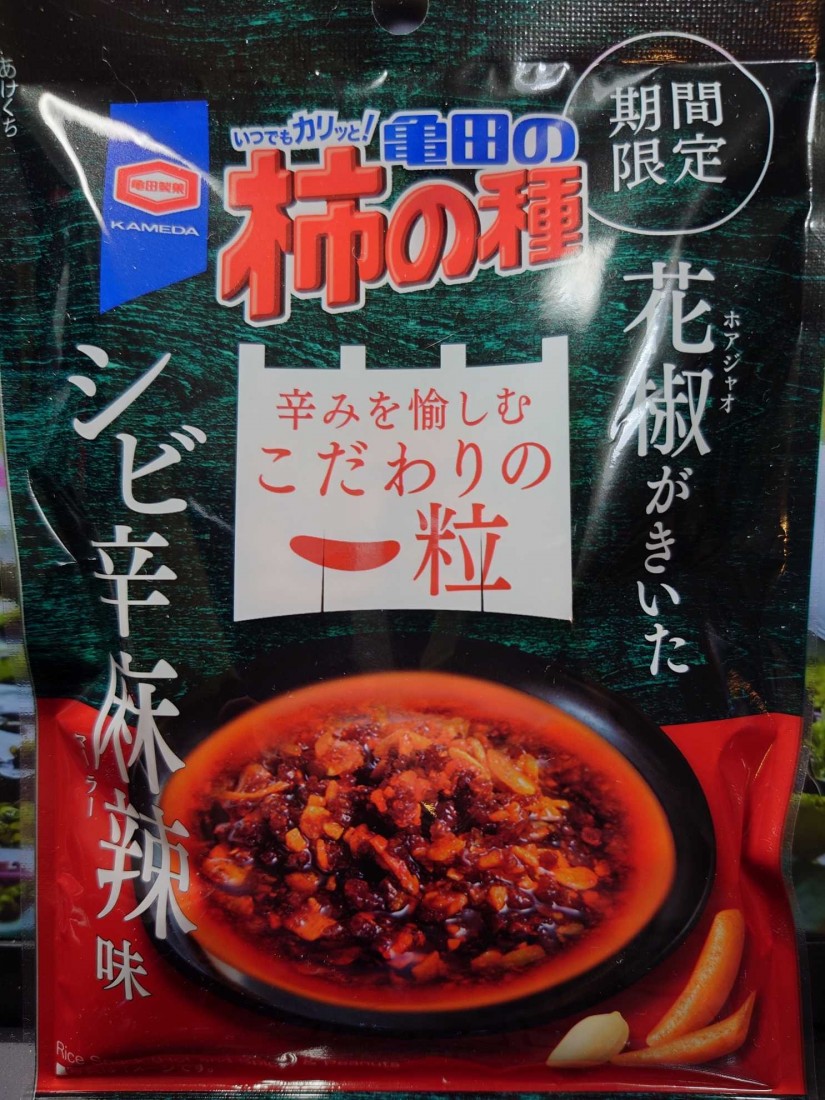 あけくち
亀田製菓
KAMEDA
いつでもカリッと!
亀田の
柿の種
期間
限定
花椒がきいた
ホアジャオ
辛みを愉しむ
こだわりの
一粒
シビ辛麻辣味
マーラー
Rice